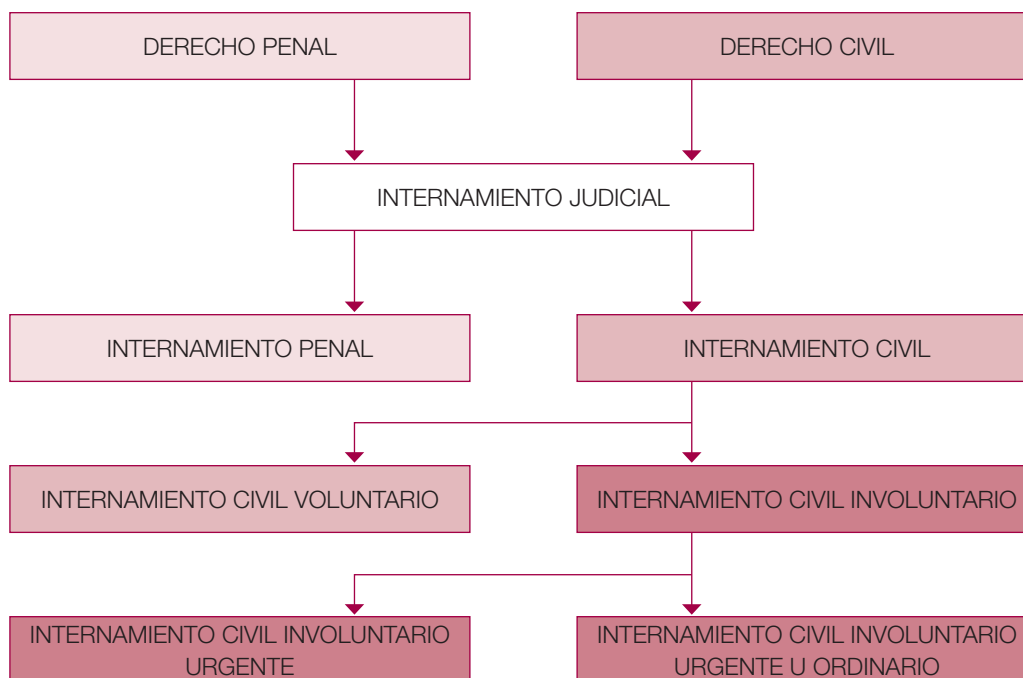 DERECHO PENAL
DERECHO CIVIL
INTERNAMIENTO JUDICIAL
INTERNAMIENTO PENAL
INTERNAMIENTO CIVIL
INTERNAMIENTO CIVIL VOLUNTARIO
INTERNAMIENTO CIVIL INVOLUNTARIO
INTERNAMIENTO CIVIL INVOLUNTARIO
URGENTE
INTERNAMIENTO CIVIL INVOLUNTARIO
URGENTE U ORDINARIO